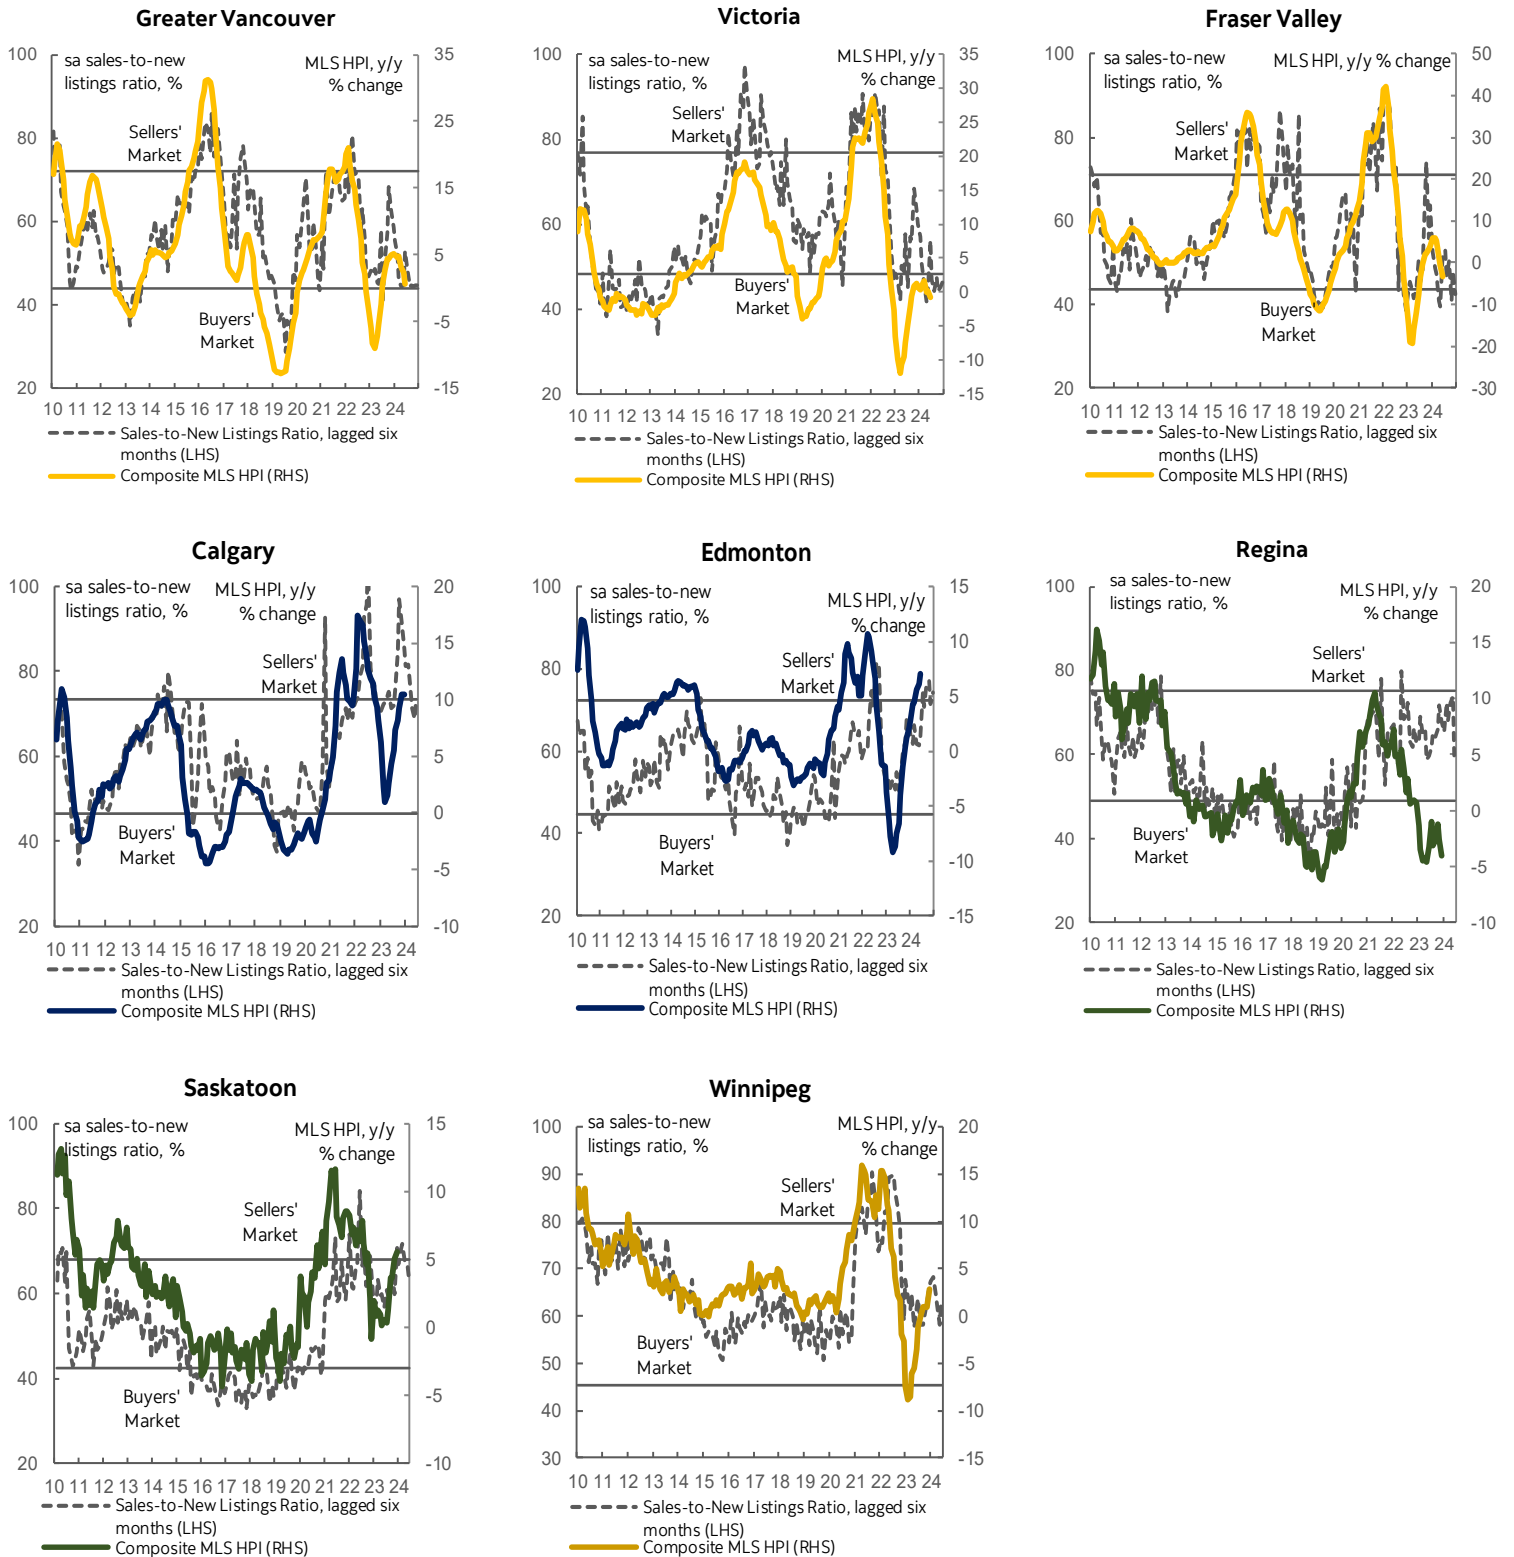 Greater Vancouver
sa sales-to-new
listings ratio, %
MLS HPI, y/y
% change
100
80
60
40
20
35
25
15
5
-5
-15
Sellers'
Market
Buyers'
Market
10 11 12 13 14 15 16 17 18 19 20 21 22 23 24
Sales-to-New Listings Ratio, lagged six
months (LHS)
Composite MLS HPI (RHS)
Victoria
sa sales-to-new
listings ratio, %
MLS HPI, y/y
% change
100
80
60
40
20
35
30
25
20
15
10
5
0
-5
-10
-15
Sellers'
Market
Buyers'
Market
10 11 12 13 14 15 16 17 18 19 20 21 22 23 24
Sales-to-New Listings Ratio, lagged six
months (LHS)
Composite MLS HPI (RHS)
Fraser Valley
sa sales-to-new
listings ratio, %
MLS HPI, y/y % change
100
80
60
40
20
50
40
30
20
10
0
-10
-20
-30
Sellers'
Market
Buyers'
Market
10 11 12 13 14 15 16 17 18 19 20 21 22 23 24
Sales-to-New Listings Ratio, lagged six
months (LHS)
Composite MLS HPI (RHS)
Calgary
sa sales-to-new
listings ratio, %
MLS HPI, y/y
% change
100
80
60
40
20
20
15
10
5
0
-5
-10
Sellers'
Market
Buyers'
Market
10 11 12 13 14 15 16 17 18 19 20 21 22 23 24
Sales-to-New Listings Ratio, lagged six
months (LHS)
Composite MLS HPI (RHS)
Edmonton
sa sales-to-new
listings ratio, %
MLS HPI, y/y
% change
100
80
60
40
20
15
10
5
0
-5
-10
-15
Sellers'
Market
Buyers'
Market
10 11 12 13 14 15 16 17 18 19 20 21 22 23 24
Sales-to-New Listings Ratio, lagged six
months (LHS)
Composite MLS HPI (RHS)
Regina
sa sales-to-new
listings ratio, %
MLS HPI, y/y
% change
100
80
60
40
20
20
15
10
5
0
-5
-10
Sellers'
Market
Buyers'
Market
10 11 12 13 14 15 16 17 18 19 20 21 22 23 24
Sales-to-New Listings Ratio, lagged six
months (LHS)
Composite MLS HPI (RHS)
Saskatoon
sa sales-to-new
listings ratio, %
MLS HPI, y/y
% change
100
80
60
40
20
15
10
5
0
-5
-10
Sellers'
Market
Buyers'
Market
10 11 12 13 14 15 16 17 18 19 20 21 22 23 24
Sales-to-New Listings Ratio, lagged six
months (LHS)
Composite MLS HPI (RHS)
Winnipeg
sa sales-to-new
listings ratio, %
MLS HPI, y/y
% change
100
90
80
70
60
50
40
30
20
15
10
5
0
-5
-10
-15
Sellers'
Market
Buyers'
Market
10 11 12 13 14 15 16 17 18 19 20 21 22 23 24
Sales-to-New Listings Ratio, lagged six
months (LHS)
Composite MLS HPI (RHS)